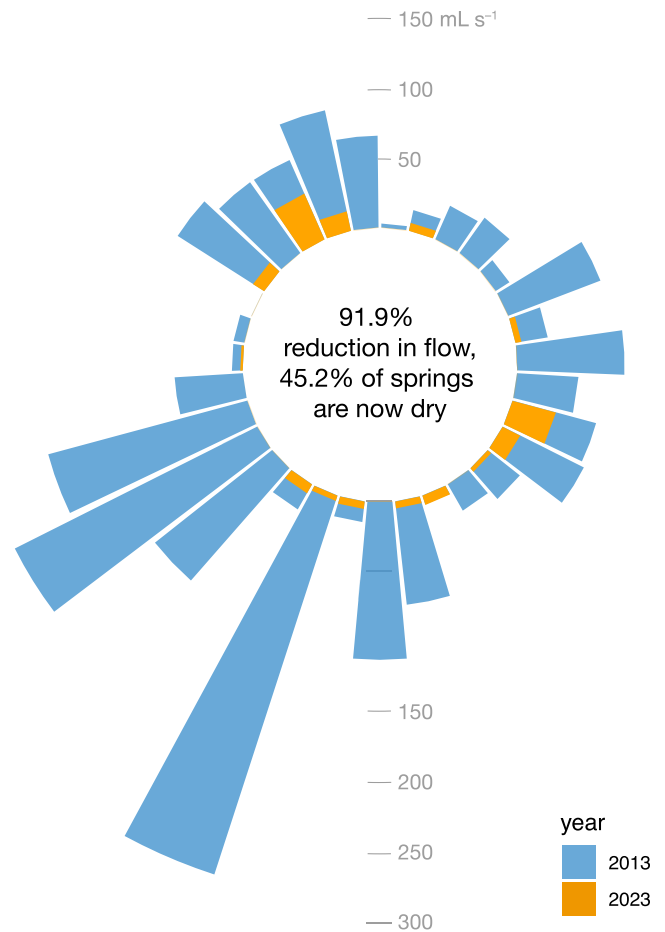 150 mL s⁻¹
100
50
91.9%
reduction in flow,
45.2% of springs
are now dry
150
200
250
300
year
2013
2023